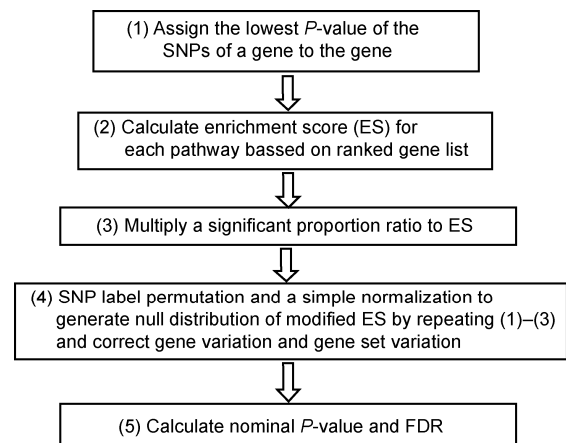 (1) Assign the lowest P-value of the
SNPs of a gene to the gene
(2) Calculate enrichment score (ES) for
each pathway bassed on ranked gene list
(3) Multiply a significant proportion ratio to ES
(4) SNP label permutation and a simple normalization to
generate null distribution of modified ES by repeating (1)–(3)
and correct gene variation and gene set variation
(5) Calculate nominal P-value and FDR